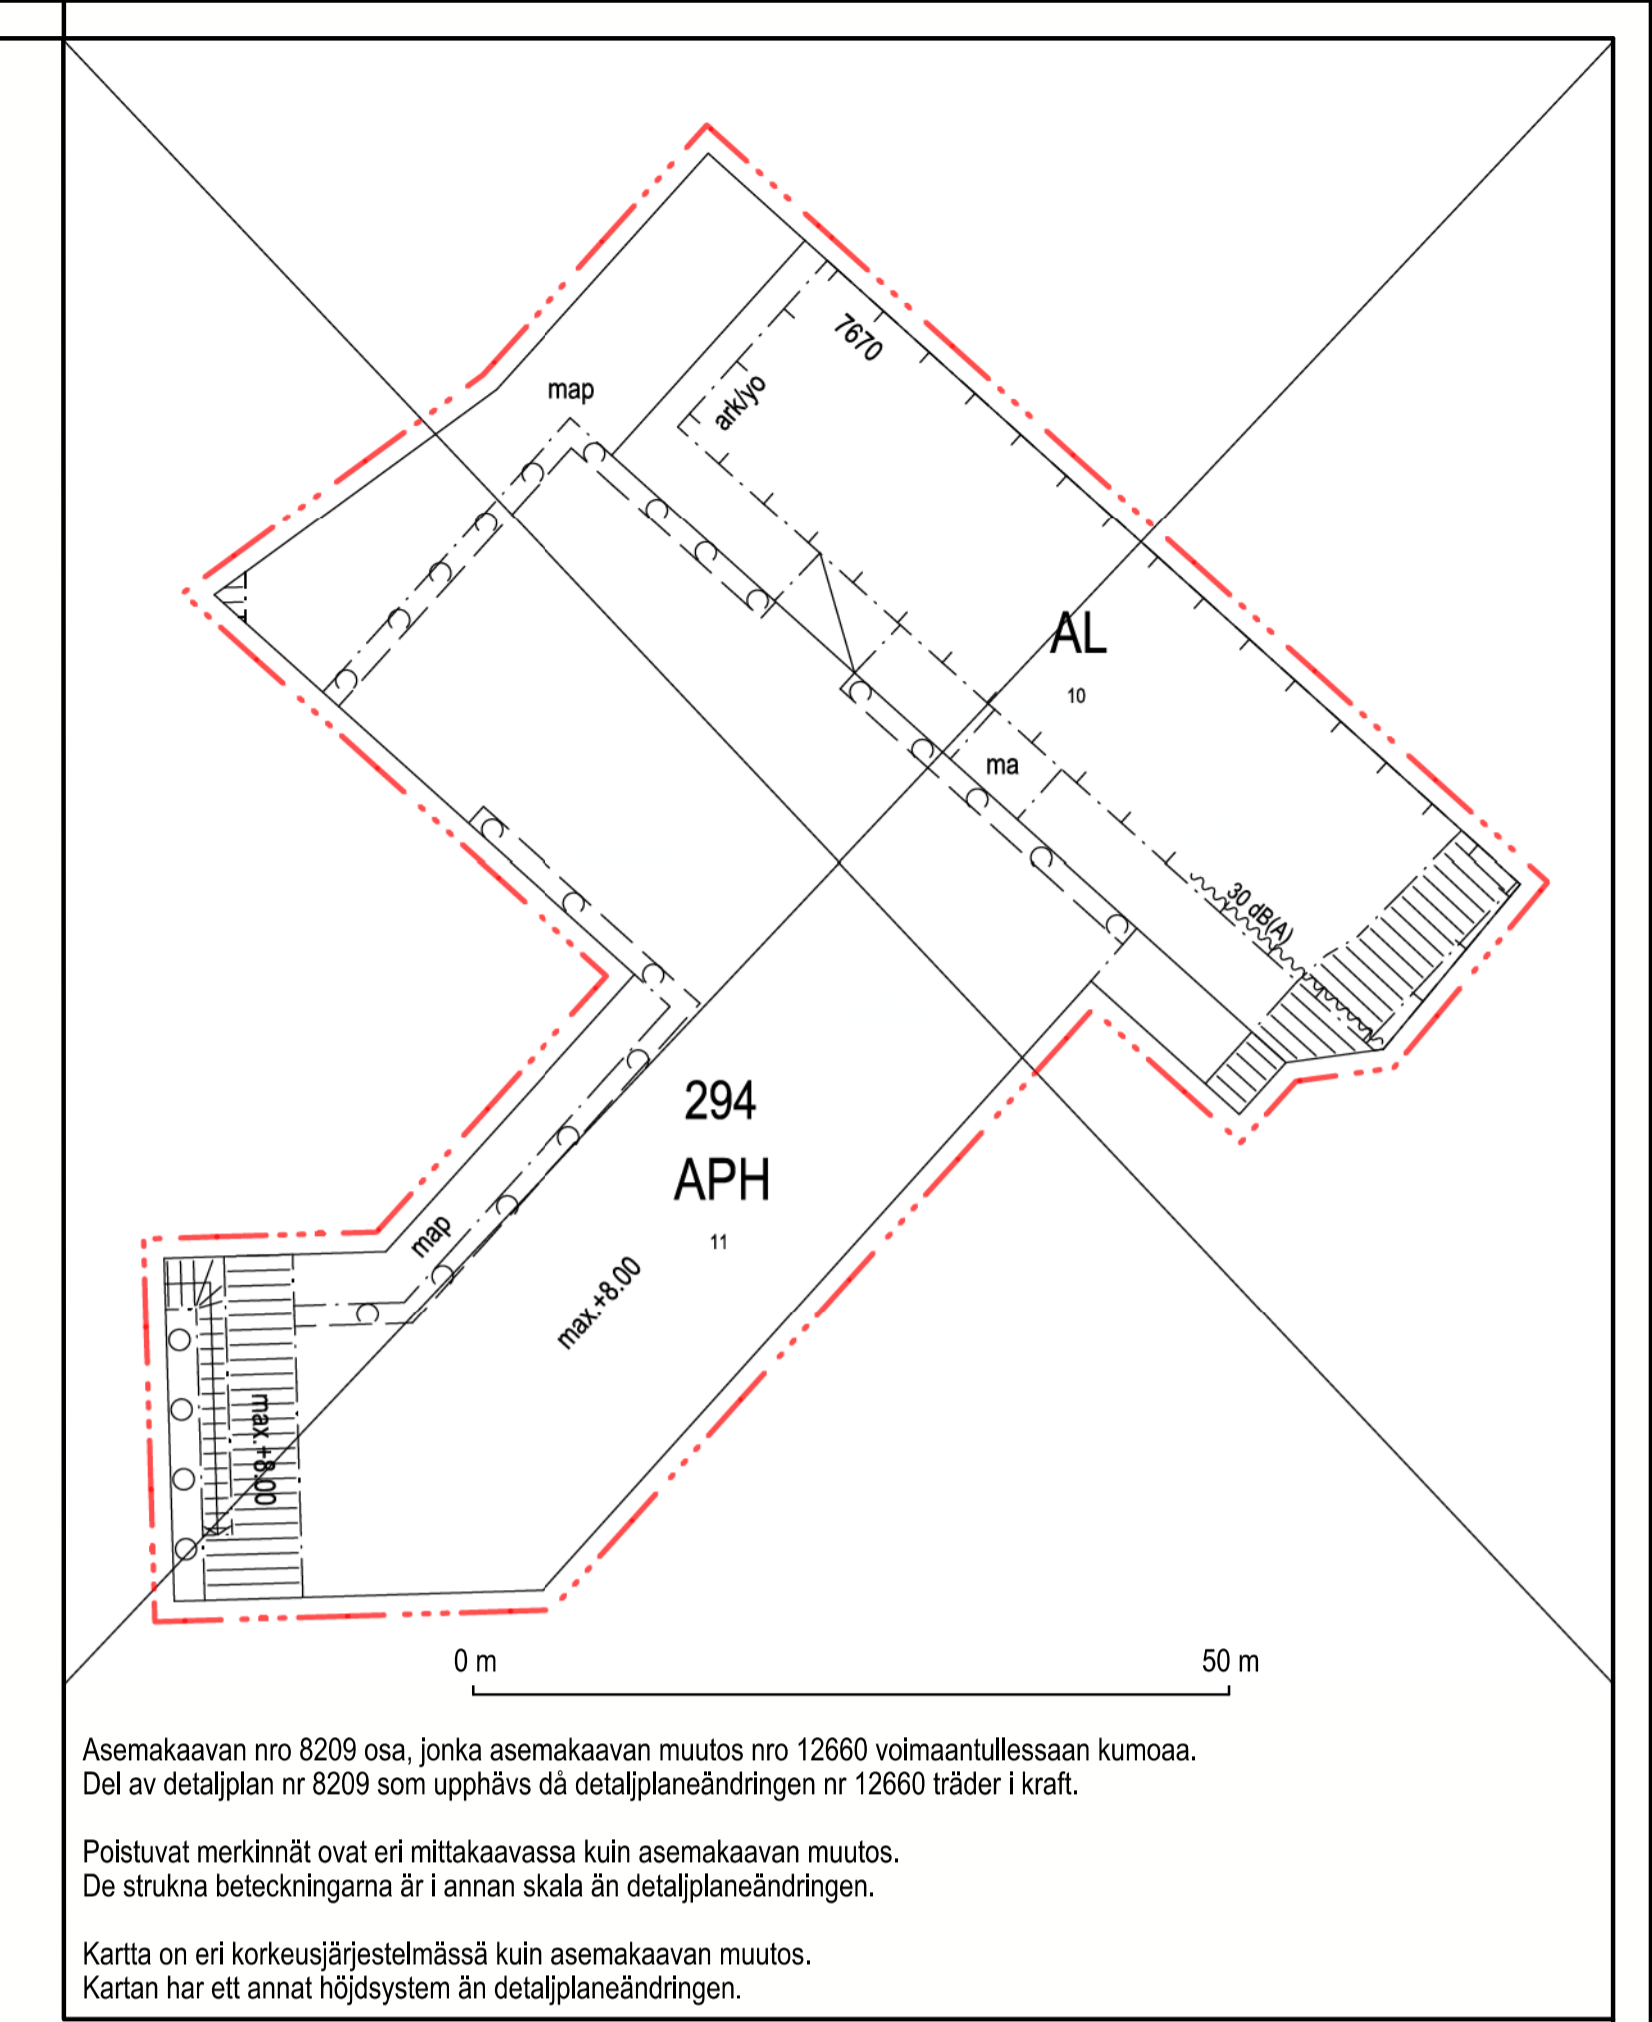 map
7670
ark/yo
AL
10
ma
30 dB(A)
294
APH
11
map
max.+8.00
max.+8.00
0 m 50 m
Asemakaavan nro 8209 osa, jonka asemakaavan muutos nro 12660 voimaantullessaan kumoaa.
Del av detaljplan nr 8209 som upphävs då detaljplaneändringen nr 12660 träder i kraft.
Poistuvat merkinnät ovat eri mittakaavassa kuin asemakaavan muutos.
De strukna beteckningarna är i annan skala än detaljplaneändringen.
Kartta on eri korkeusjärjestelmässä kuin asemakaavan muutos.
Kartan har ett annat höjdsystem än detaljplaneändringen.